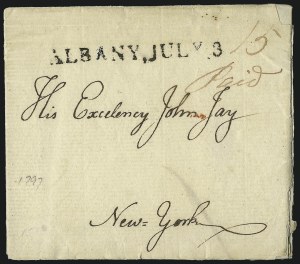 ALBANY, JULY, 3
15
Paid
His Excelency John Jay
1797
New-York